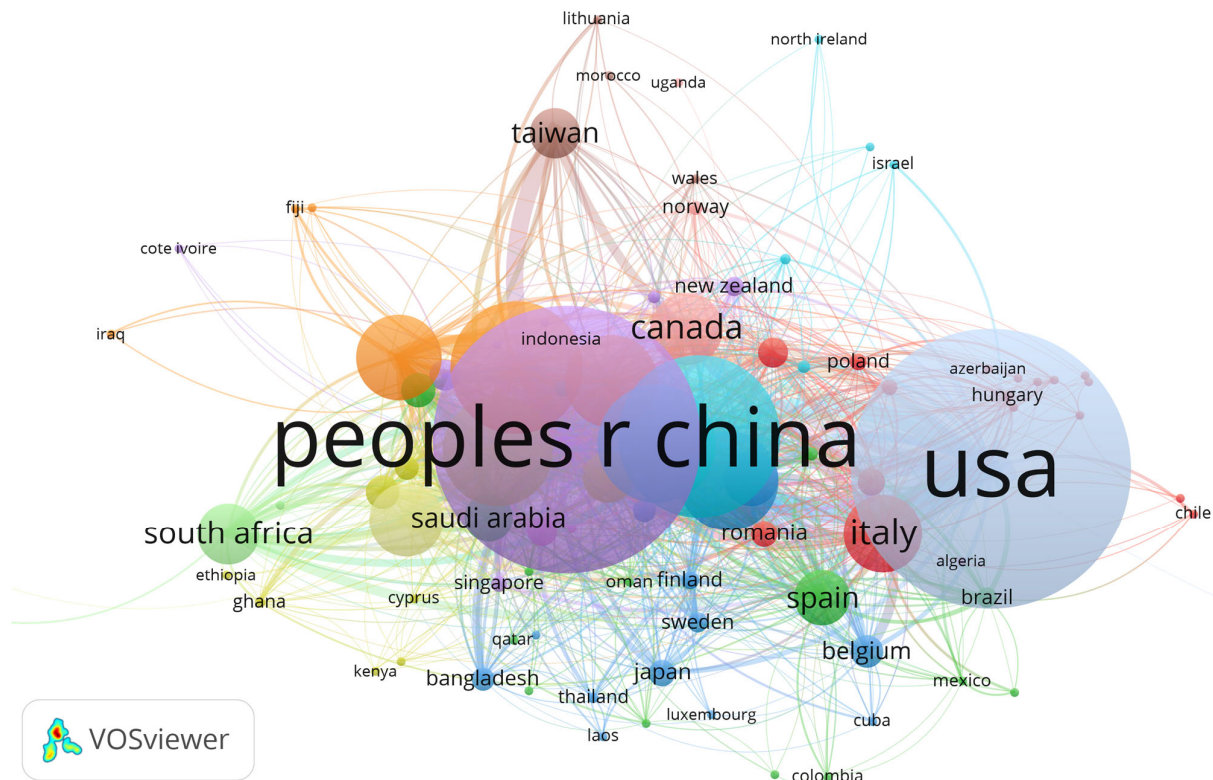 lithuania
north ireland
morocco
uganda
taiwan
israel
wales
norway
fiji
cote ivoire
new zealand
canada
iraq
indonesia
poland
azerbaijan
hungary
peoples r china
usa
chile
saudi arabia
south africa
romania
italy
algeria
ethiopia
singapore
oman
finland
ghana
cyprus
spain
brazil
sweden
qatar
belgium
kenya
bangladesh
japan
mexico
thailand
luxembourg
cuba
laos
VOSviewer
colombia